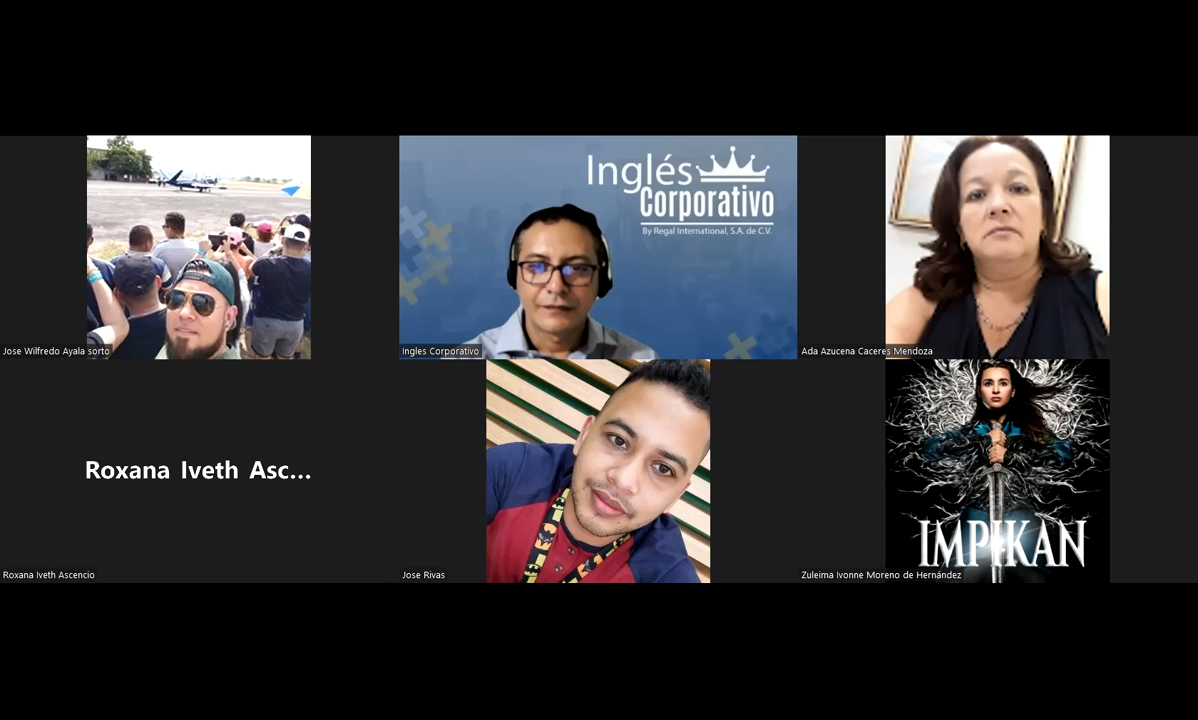 Inglés
Corporativo
By Regal International, S.A. de C.V.
Jose Wilfredo Ayala sorto
Ingles Corporativo
Ada Azucena Caceres Mendoza
Roxana Iveth Asc...
IMPIKAN
Roxana Iveth Ascencio
Jose Rivas
Zuleima Ivonne Moreno de Hernández